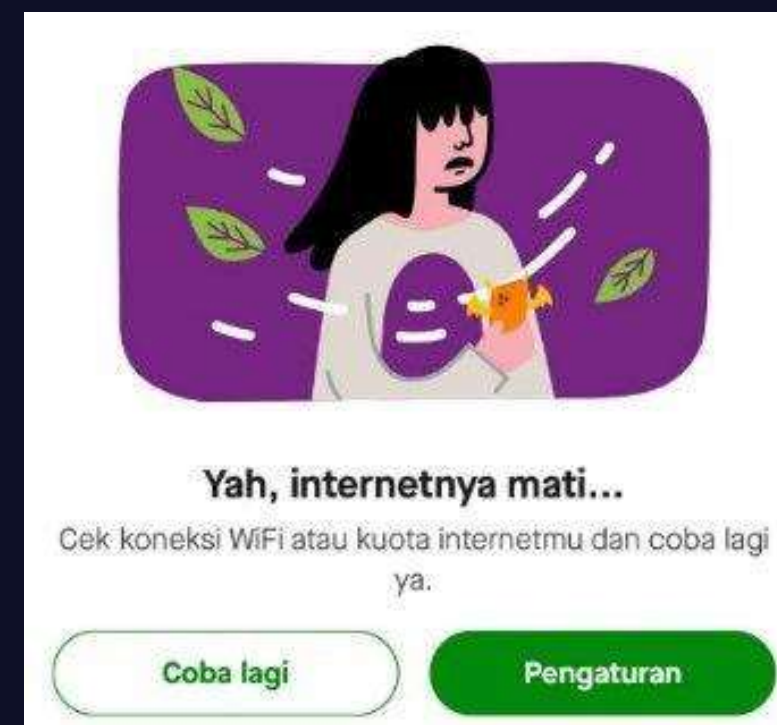 Yah, internetnya mati...
Cek koneksi WiFi atau kuota internetmu dan coba lagi
ya.
Coba lagi
Pengaturan